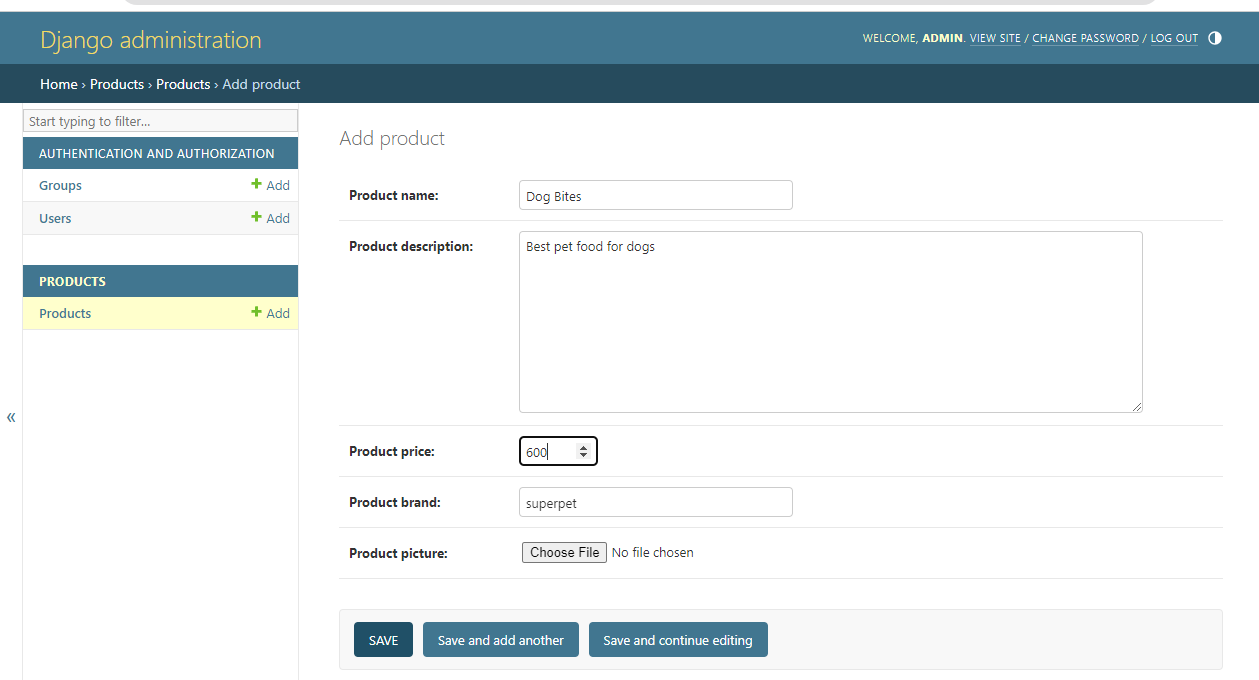 Django administration
WELCOME, ADMIN. VIEW SITE / CHANGE PASSWORD / LOG OUT
Home › Products › Products › Add product
Start typing to filter...
AUTHENTICATION AND AUTHORIZATION
Groups + Add
Users + Add
PRODUCTS
Products + Add
«
Add product
Product name: Dog Bites
Product description: Best pet food for dogs
Product price: 600
Product brand: superpet
Product picture: Choose File No file chosen
SAVE Save and add another Save and continue editing